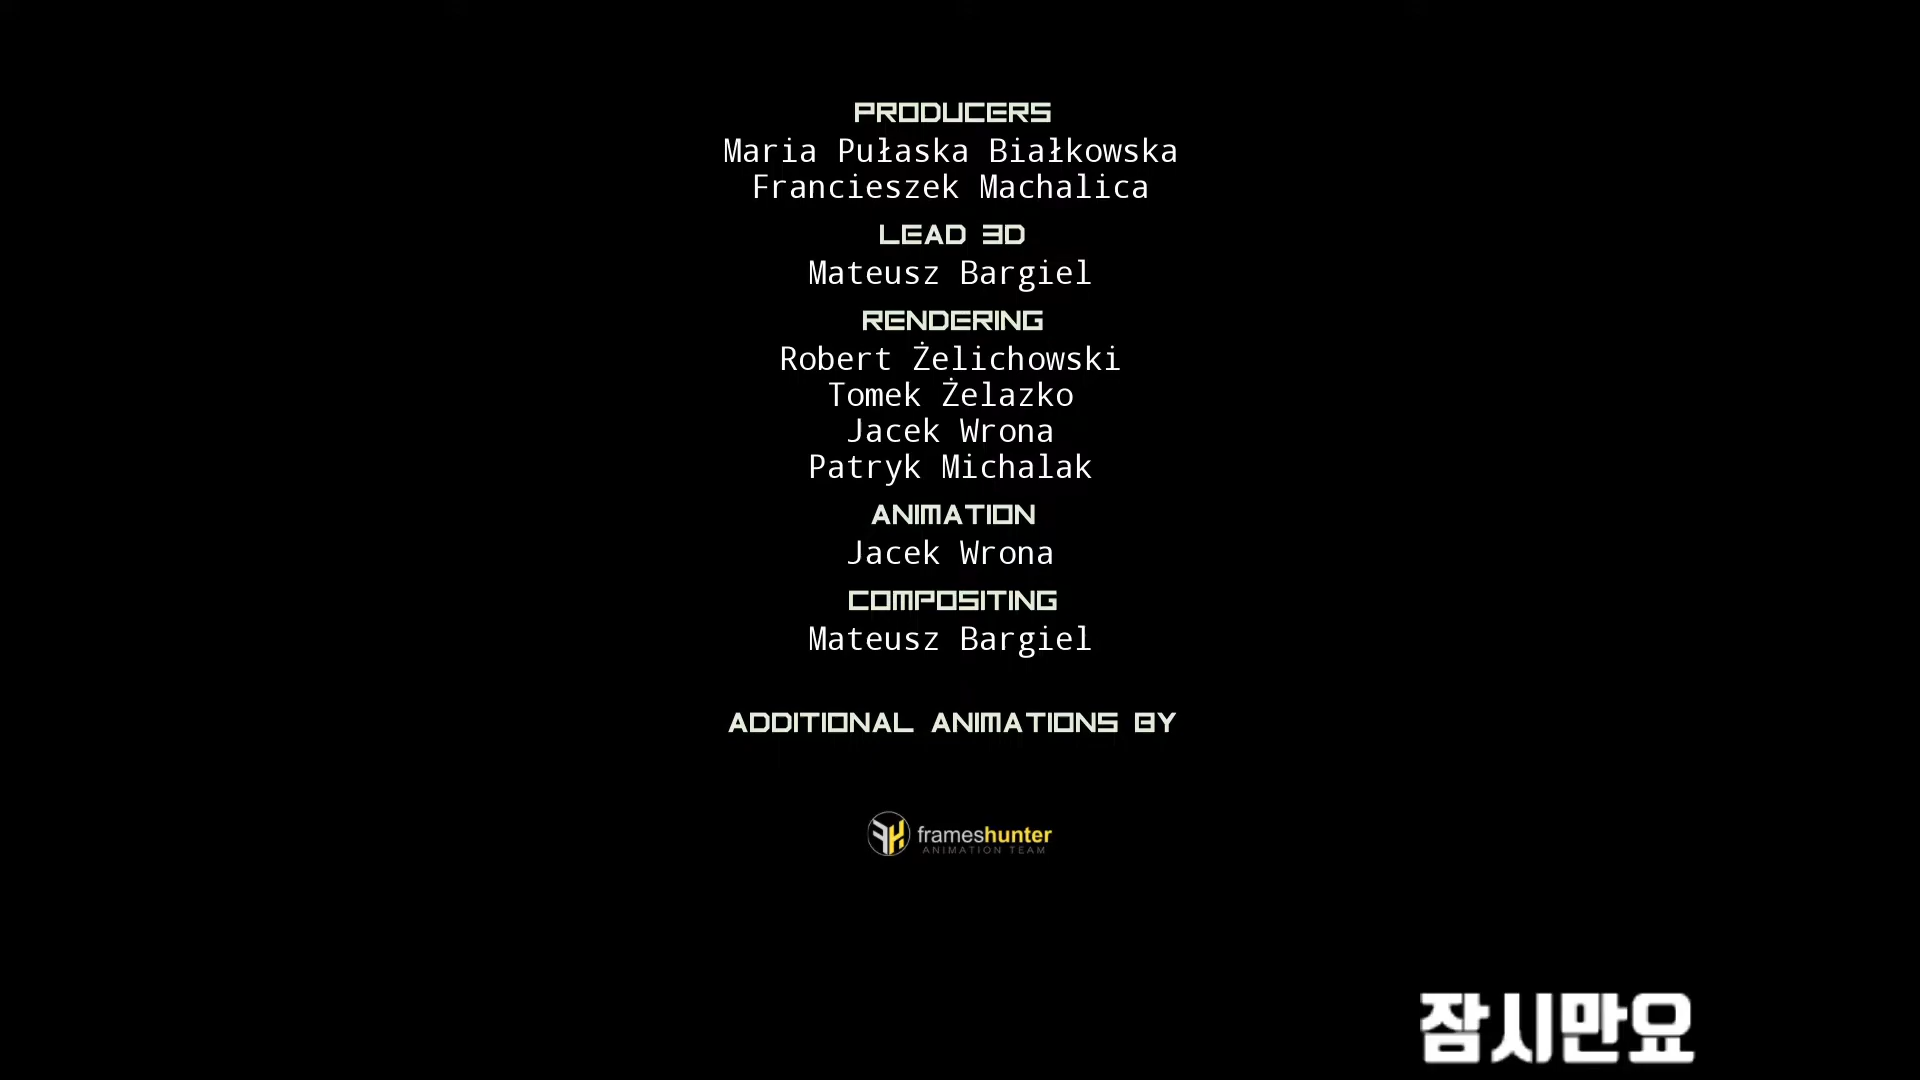 PRODUCERS
Maria Pułaska Białkowska
Francieszek Machalica
LEAD 3D
Mateusz Bargiel
RENDERING
Robert Żelichowski
Tomek Żelazko
Jacek Wrona
Patryk Michalak
ANIMATION
Jacek Wrona
COMPOSITING
Mateusz Bargiel
ADDITIONAL ANIMATIONS BY
frameshunter
ANIMATION TEAM
잠시만요